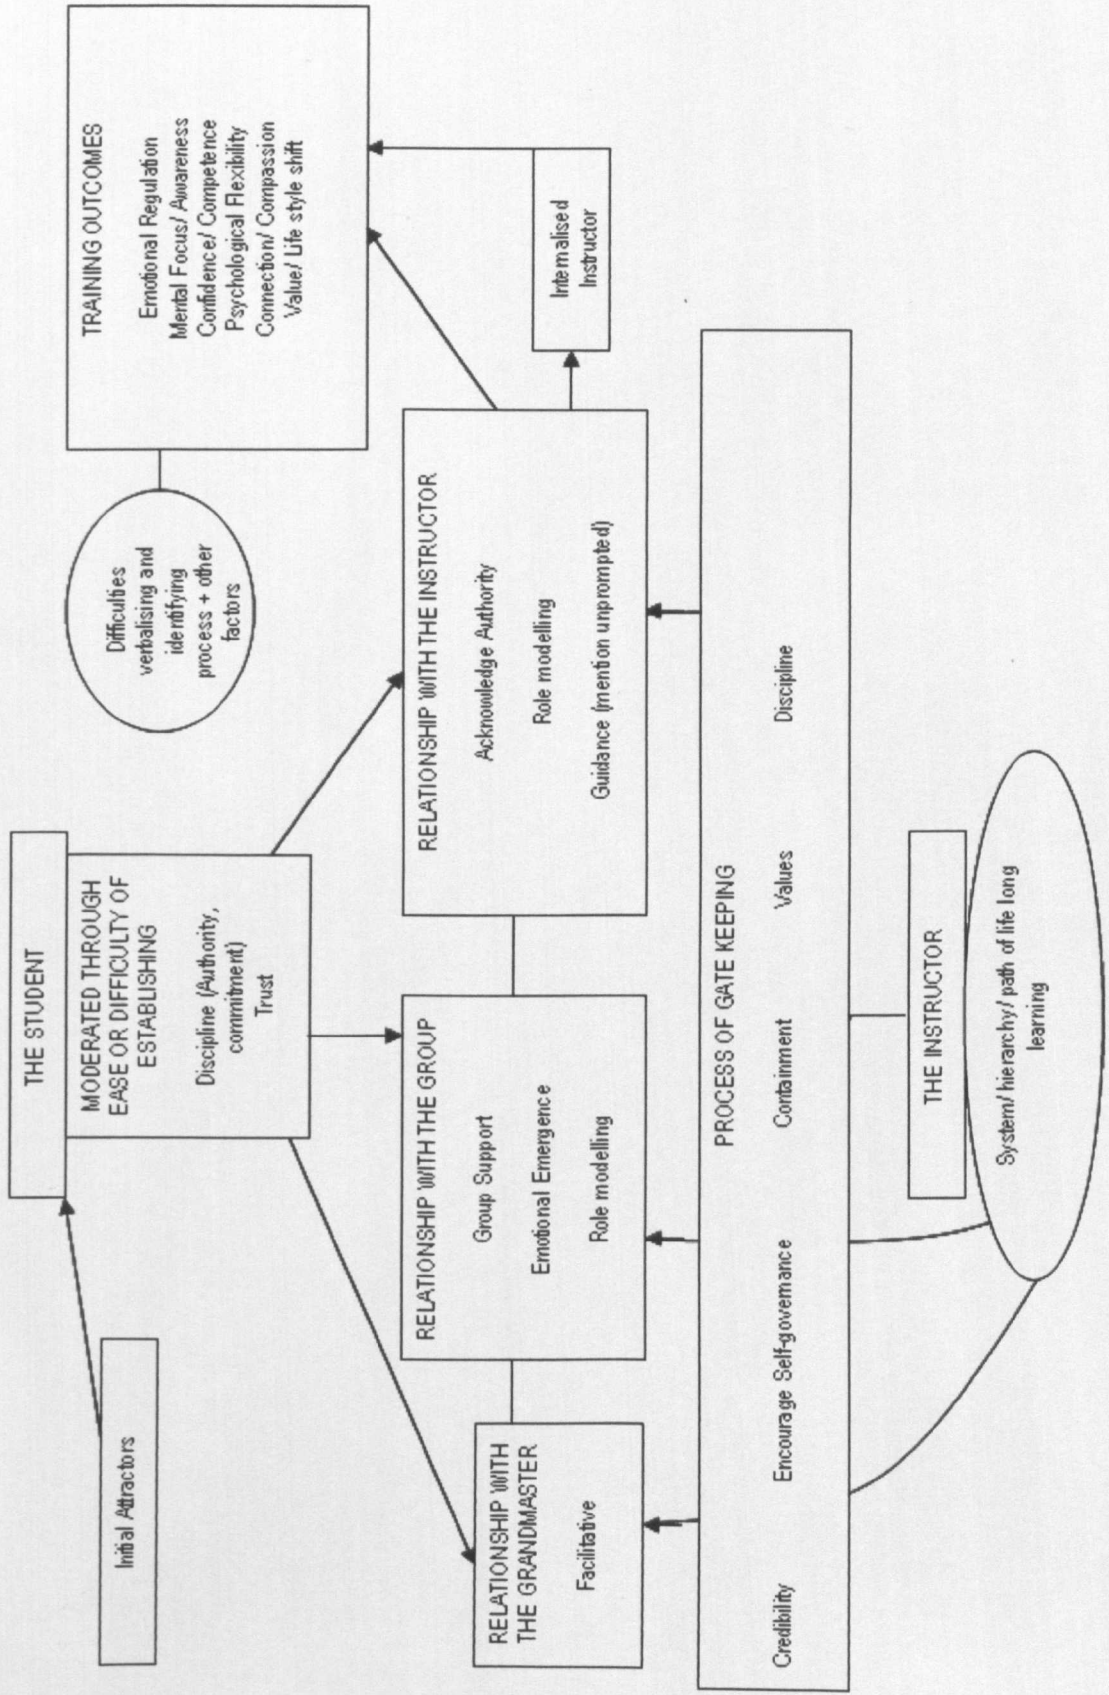 THE STUDENT
MODERATED THROUGH
EASE OR DIFFICULTY OF
ESTABLISHING
Discipline (Authority,
commitment)
Trust
Initial Attractors
TRAINING OUTCOMES
Emotional Regulation
Mental Focus/ Awareness
Confidence/ Competence
Psychological Flexibility
Connection/ Compassion
Value/ Life style shift
Difficulties
verbalising and
identifying
process + other
factors
RELATIONSHIP WITH
THE GRANDMASTER
Facilitative
RELATIONSHIP WITH THE GROUP
Group Support
Emotional Emergence
Role modelling
RELATIONSHIP WITH THE INSTRUCTOR
Acknowledge Authority
Role modelling
Guidance (mention unprompted)
Internalised
Instructor
PROCESS OF GATE KEEPING
Credibility Encourage Self-governance Containment Values Discipline
THE INSTRUCTOR
System/ hierarchy/ path of life long
learning